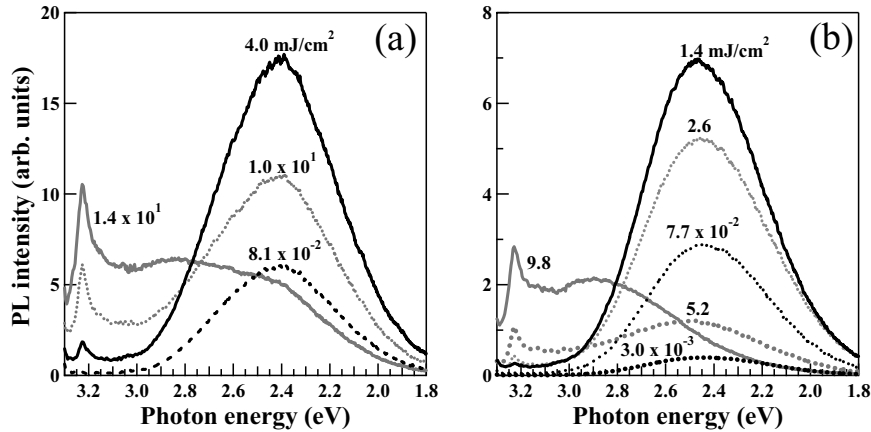 (a)
PL intensity (arb. units)
20
15
10
5
0
4.0 mJ/cm²
1.0 x 10¹
1.4 x 10¹
8.1 x 10⁻²
3.2 3.0 2.8 2.6 2.4 2.2 2.0 1.8
Photon energy (eV)
(b)
8
6
4
2
0
1.4 mJ/cm²
2.6
7.7 x 10⁻²
9.8
5.2
3.0 x 10⁻³
3.2 3.0 2.8 2.6 2.4 2.2 2.0 1.8
Photon energy (eV)